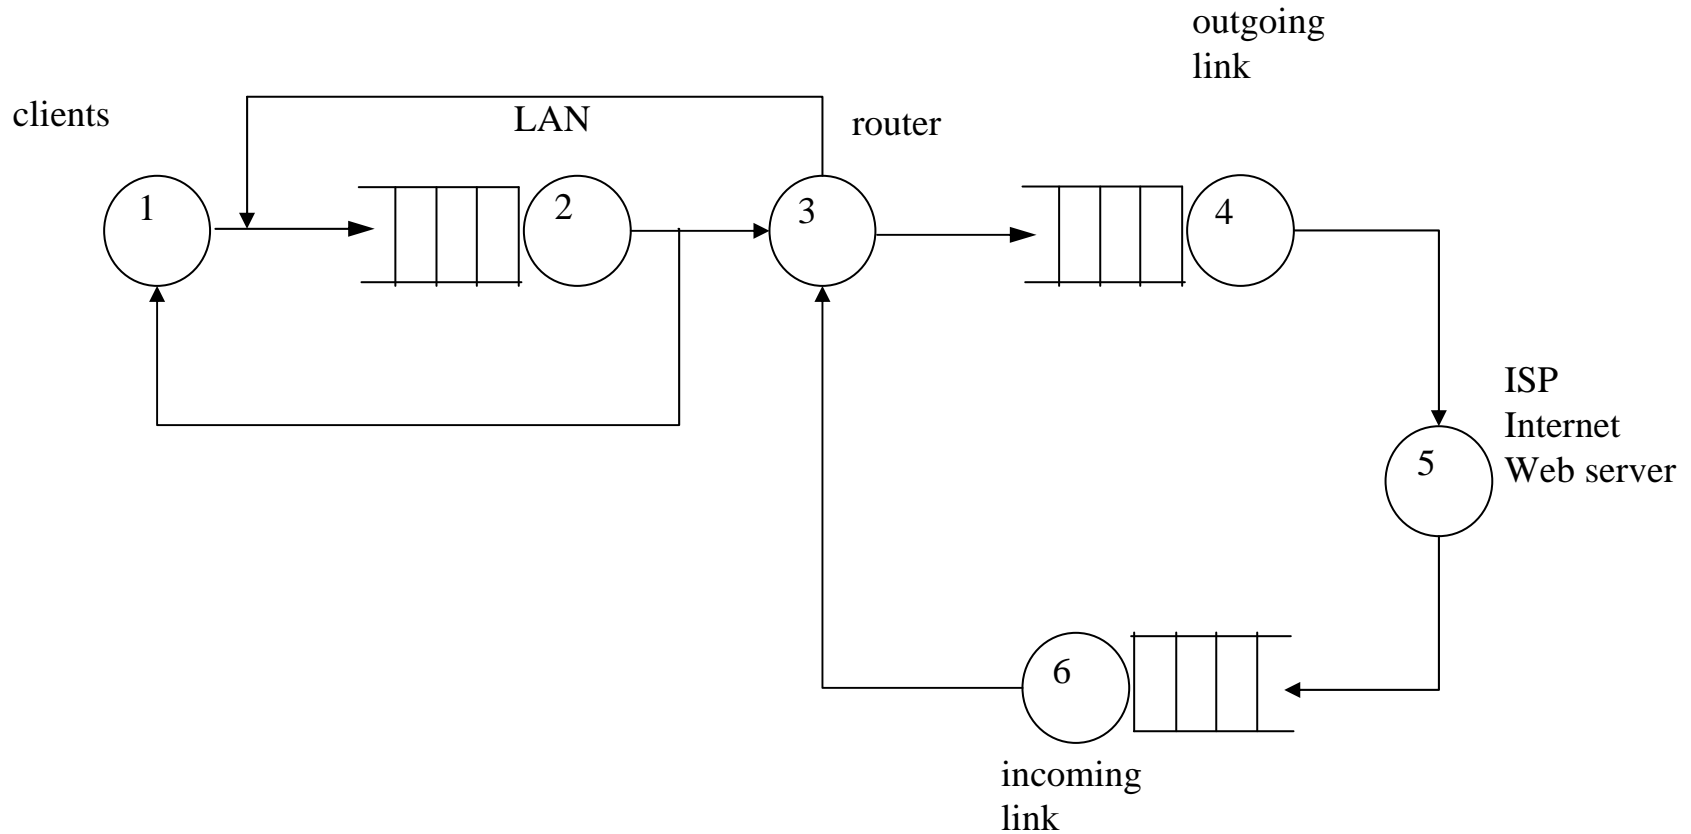 outgoing
link
clients
LAN
router
1
2
3
4
ISP
Internet
Web server
5
6
incoming
link